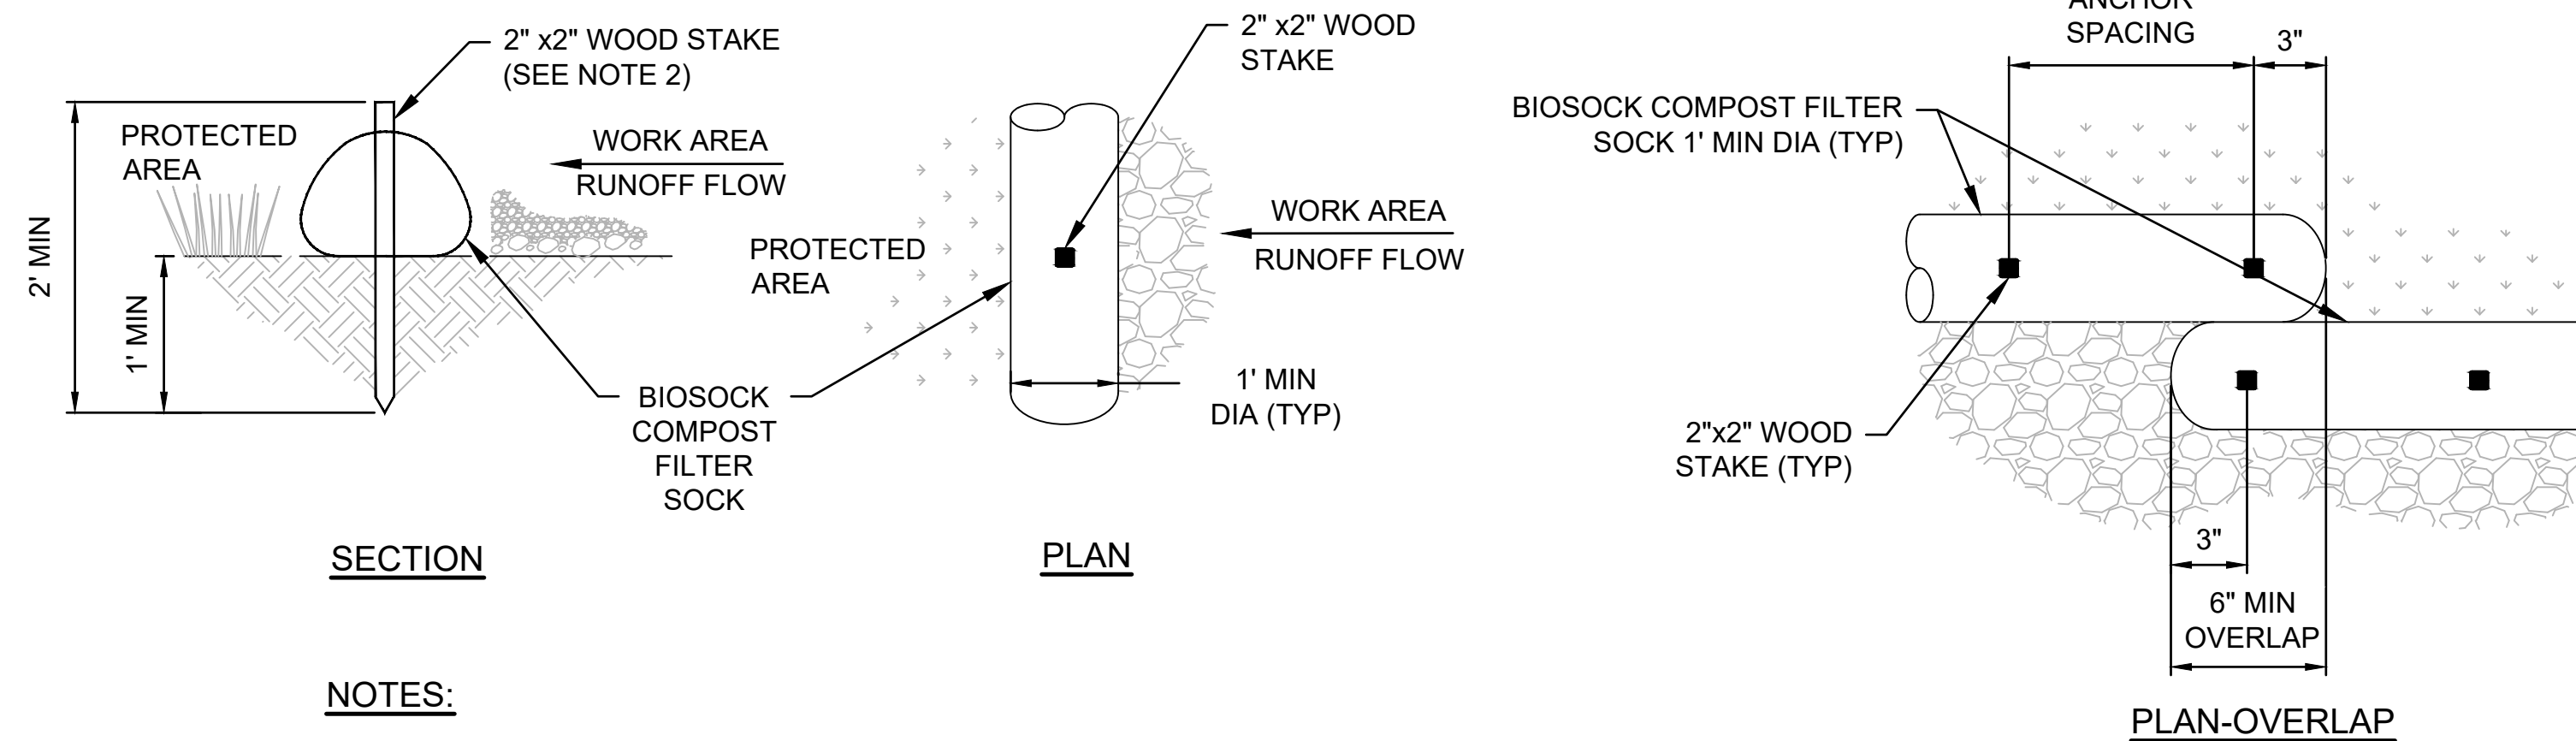 2" x2" WOOD STAKE
(SEE NOTE 2)
PROTECTED
AREA
WORK AREA
RUNOFF FLOW
2' MIN
1' MIN
BIOSOCK
COMPOST
FILTER
SOCK
SECTION
NOTES:
2" x2" WOOD
STAKE
PROTECTED
AREA
WORK AREA
RUNOFF FLOW
1' MIN
DIA (TYP)
PLAN
ANCHOR
SPACING
3"
BIOSOCK COMPOST FILTER
SOCK 1' MIN DIA (TYP)
2"x2" WOOD
STAKE (TYP)
3"
6" MIN
OVERLAP
PLAN-OVERLAP